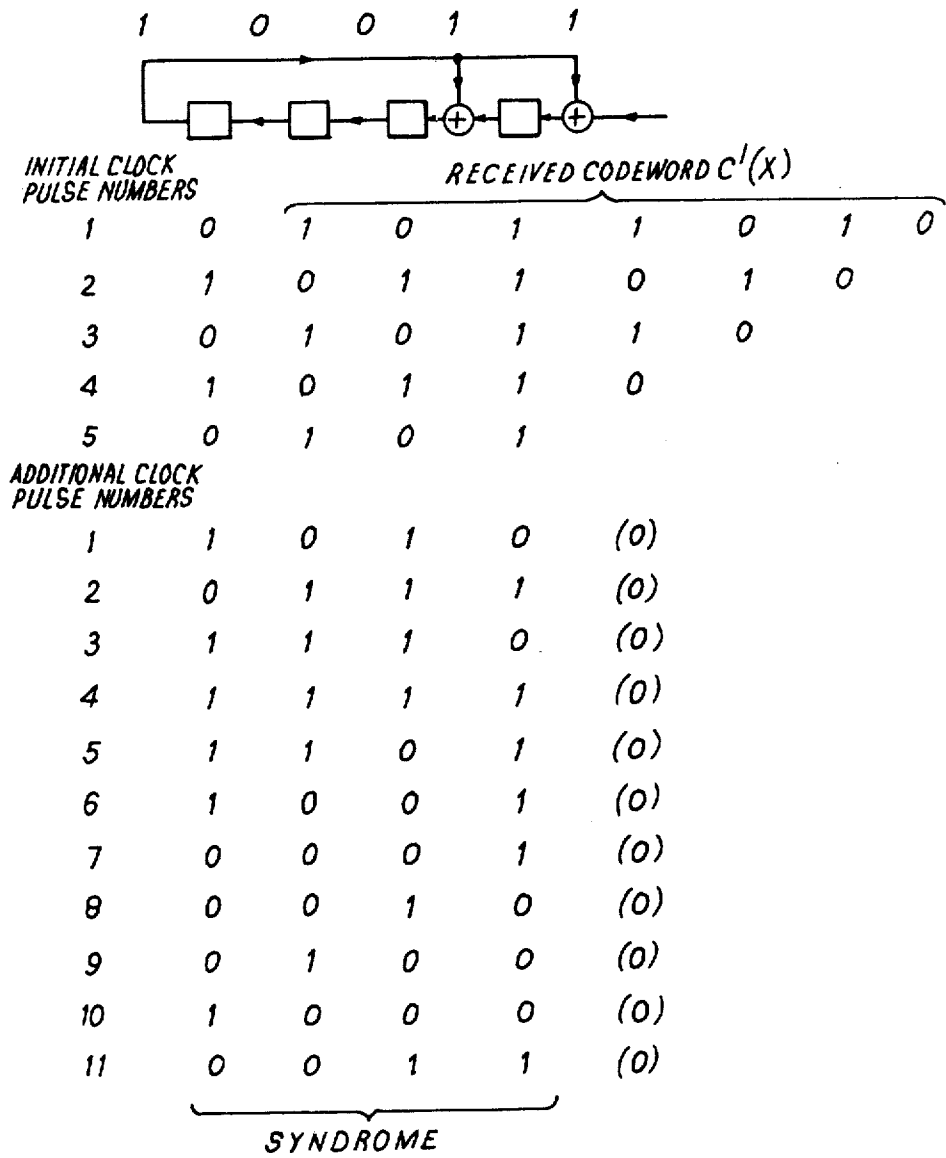 1 0 0 1 1
INITIAL CLOCK
PULSE NUMBERS
RECEIVED CODEWORD C'(X)
1 0 1 0 1 1 0 1 0
2 1 0 1 1 0 1 0
3 0 1 0 1 1 0
4 1 0 1 1 0
5 0 1 0 1
ADDITIONAL CLOCK
PULSE NUMBERS
1 1 0 1 0 (0)
2 0 1 1 1 (0)
3 1 1 1 0 (0)
4 1 1 1 1 (0)
5 1 1 0 1 (0)
6 1 0 0 1 (0)
7 0 0 0 1 (0)
8 0 0 1 0 (0)
9 0 1 0 0 (0)
10 1 0 0 0 (0)
11 0 0 1 1 (0)
SYNDROME